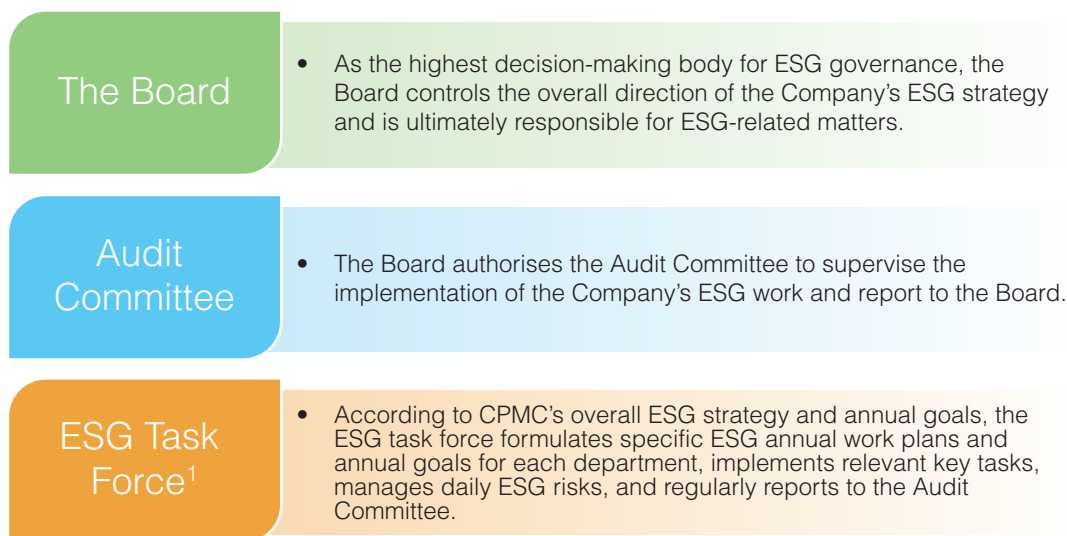 The Board
• As the highest decision-making body for ESG governance, the
Board controls the overall direction of the Company's ESG strategy
and is ultimately responsible for ESG-related matters.
Audit
Committee
• The Board authorises the Audit Committee to supervise the
implementation of the Company's ESG work and report to the Board.
ESG Task
Force¹
• According to CPMC's overall ESG strategy and annual goals, the
ESG task force formulates specific ESG annual work plans and
annual goals for each department, implements relevant key tasks,
manages daily ESG risks, and regularly reports to the Audit
Committee.